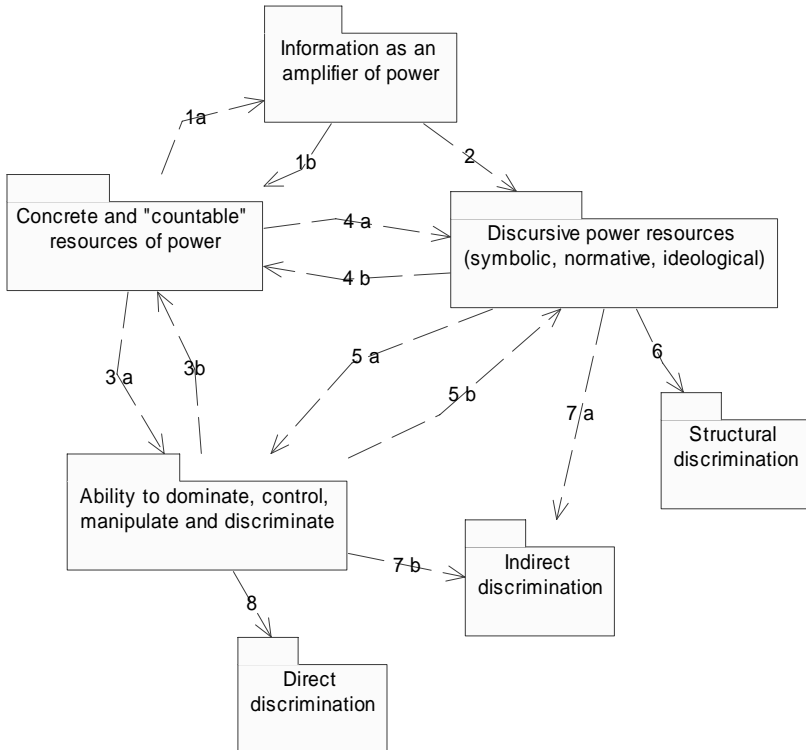 Information as an
amplifier of power
1a
1b
2
Concrete and "countable"
resources of power
4 a
Discursive power resources
(symbolic, normative, ideological)
4 b
3 a
3b
5 a
5 b
6
7 a
Structural
discrimination
Ability to dominate, control,
manipulate and discriminate
7 b
Indirect
discrimination
8
Direct
discrimination